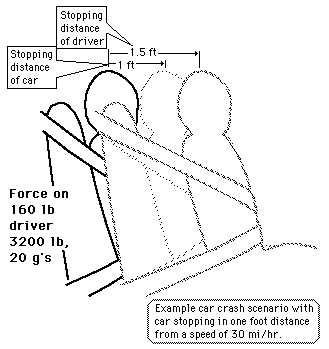 Stopping
distance
of driver
Stopping
distance
of car
1.5 ft
1 ft
Force on
160 lb
driver
3200 lb,
20 g's
Example car crash scenario with
car stopping in one foot distance
from a speed of 30 mi/hr.